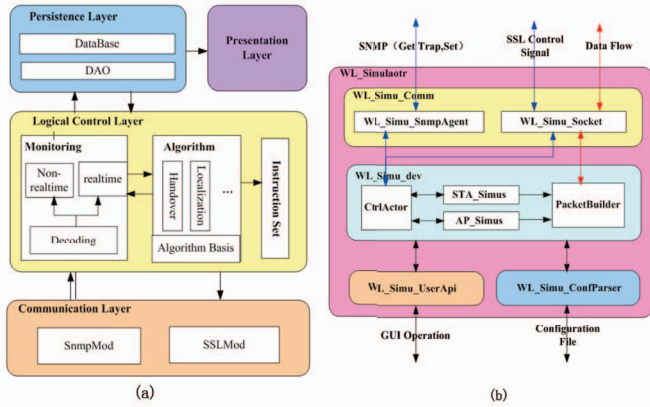 Persistence Layer
DataBase
DAO
Presentation
Layer
Logical Control Layer
Monitoring
Non-
realtime
realtime
Decoding
Algorithm
Handover
Localization
...
Algorithm Basis
Instruction Set
Communication Layer
SnmpMod
SSLMod
(a)
SNMP (Get Trap,Set)
SSL Control
Signal
Data Flow
WL_Simulaotr
WL_Simu_Comm
WL_Simu_SnmpAgent
WL_Simu_Socket
WL_Simu_dev
CtrlActor
STA_Simus
AP_Simus
PacketBuilder
WL_Simu_UserApi
WL_Simu_ConfParser
GUI Operation
Configuration
File
(b)